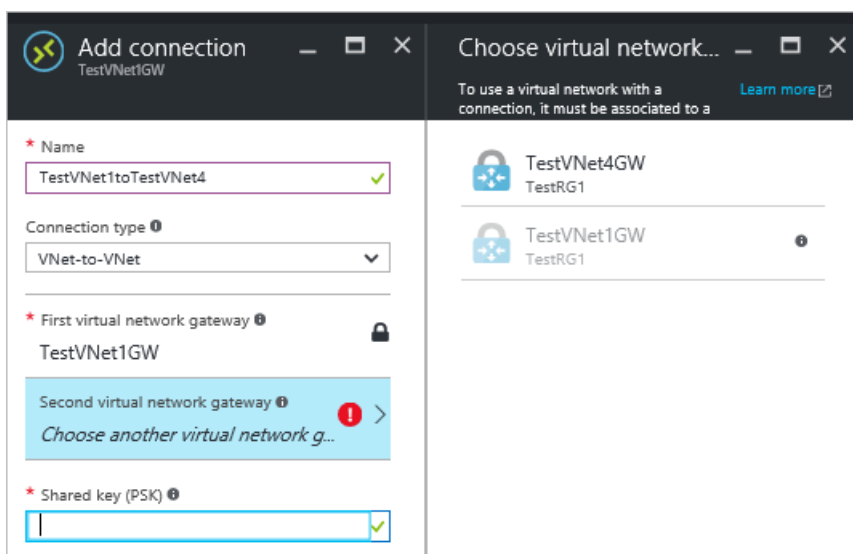 Add connection
TestVNet1GW
* Name
TestVNet1toTestVNet4
Connection type
VNet-to-VNet
* First virtual network gateway
TestVNet1GW
Second virtual network gateway
Choose another virtual network g...
* Shared key (PSK)
Choose virtual network...
To use a virtual network with a
connection, it must be associated to a
Learn more
TestVNet4GW
TestRG1
TestVNet1GW
TestRG1